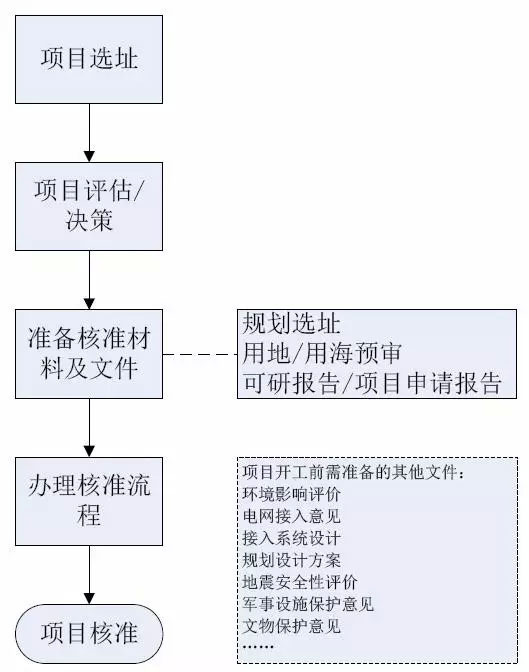 项目选址
项目评估/
决策
准备核准材
料及文件
规划选址
用地/用海预审
可研报告/项目申请报告
办理核准流
程
项目核准
项目开工前需准备的其他文件：
环境影响评价
电网接入意见
接入系统设计
规划设计方案
地震安全性评价
军事设施保护意见
文物保护意见
……